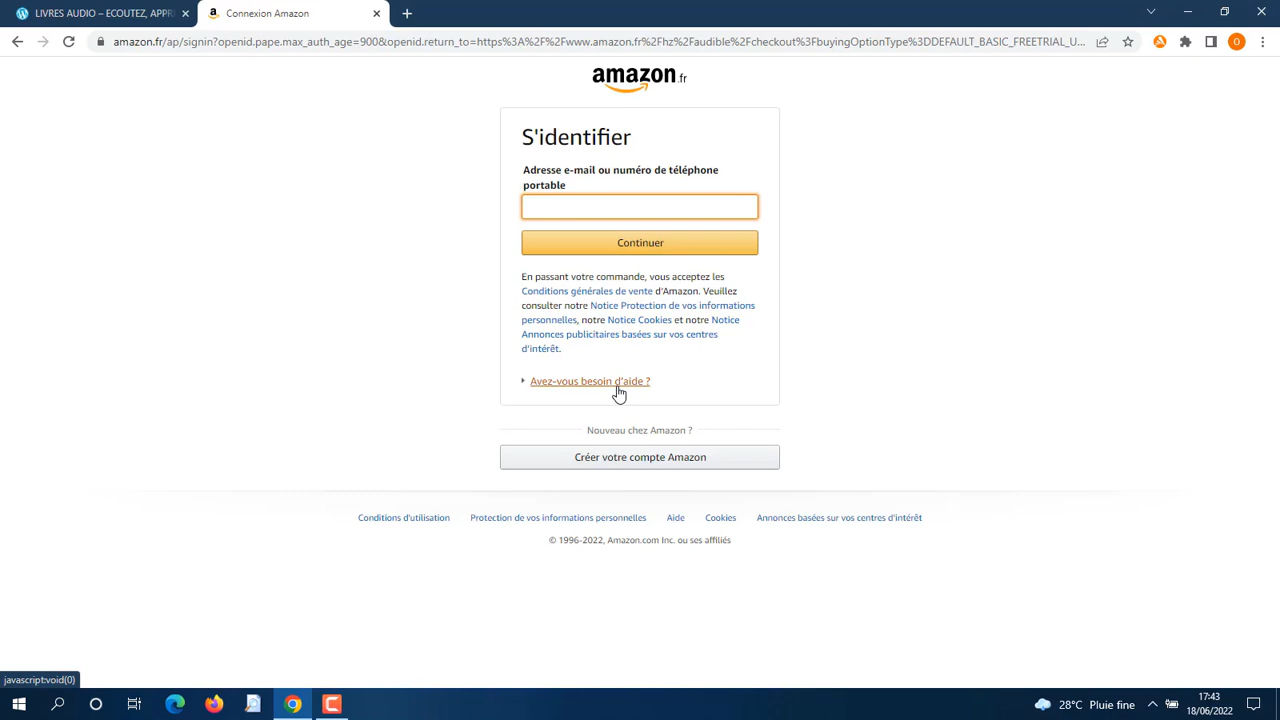 LIVRES AUDIO – ECOUTEZ, APPR
Connexion Amazon
amazon.fr/ap/signin?openid.pape.max_auth_age=900&openid.return_to=https%3A%2F%2Fwww.amazon.fr%2Fhz%2Faudible%2Fcheckout%3FbuyingOptionType%3DDEFAULT_BASIC_FREETRIAL_U...
O
amazon.fr
S'identifier
Adresse e-mail ou numéro de téléphone
portable
Continuer
En passant votre commande, vous acceptez les
Conditions générales de vente d'Amazon. Veuillez
consulter notre Notice Protection de vos informations
personnelles, notre Notice Cookies et notre Notice
Annonces publicitaires basées sur vos centres
d'intérêt.
Avez-vous besoin d'aide ?
Nouveau chez Amazon ?
Créer votre compte Amazon
Conditions d'utilisation Protection de vos informations personnelles Aide Cookies Annonces basées sur vos centres d'intérêt
© 1996-2022, Amazon.com Inc. ou ses affiliés
javascript:void(0)
28°C Pluie fine
17:43
18/06/2022